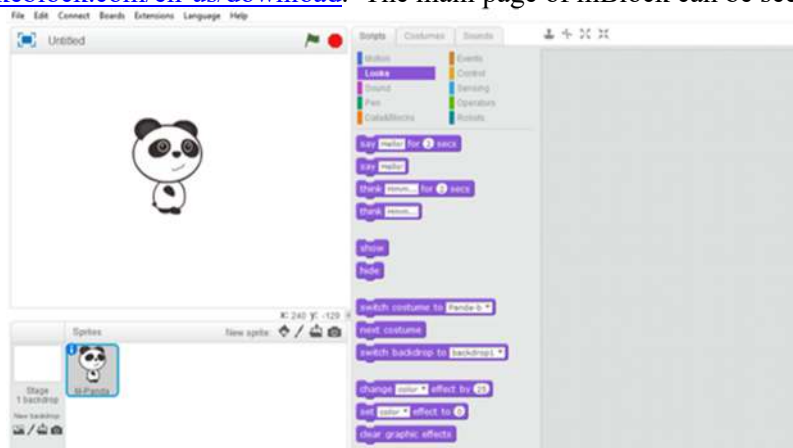 keblock.com/en-us/download. The main page of mBlock can be see
File Edit Connect Boards Extensions Language Help
Untitled
Scripts Costumes Sounds
Motion Events
Looks Control
Sound Sensing
Pen Operators
Data&Blocks Robots
say Hello! for 2 secs
say Hello!
think Hmm... for 2 secs
think Hmm...
show
hide
switch costume to Panda-b
next costume
switch backdrop to backdrop1
change color effect by 25
set color effect to 0
clear graphic effects
X: 240 y: -129
Sprites New sprite:
Stage
1 backdrop
M-Panda
New backdrop